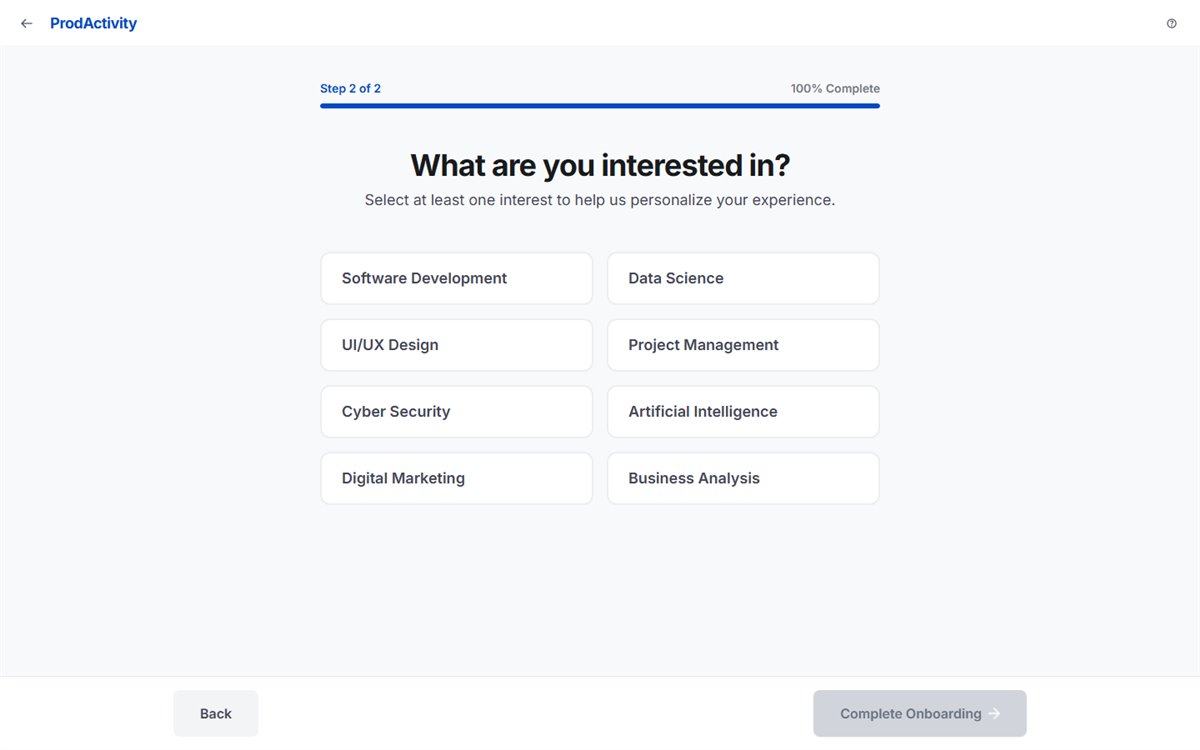 ProdActivity
Step 2 of 2
100% Complete
What are you interested in?
Select at least one interest to help us personalize your experience.
Software Development
Data Science
UI/UX Design
Project Management
Cyber Security
Artificial Intelligence
Digital Marketing
Business Analysis
Back
Complete Onboarding